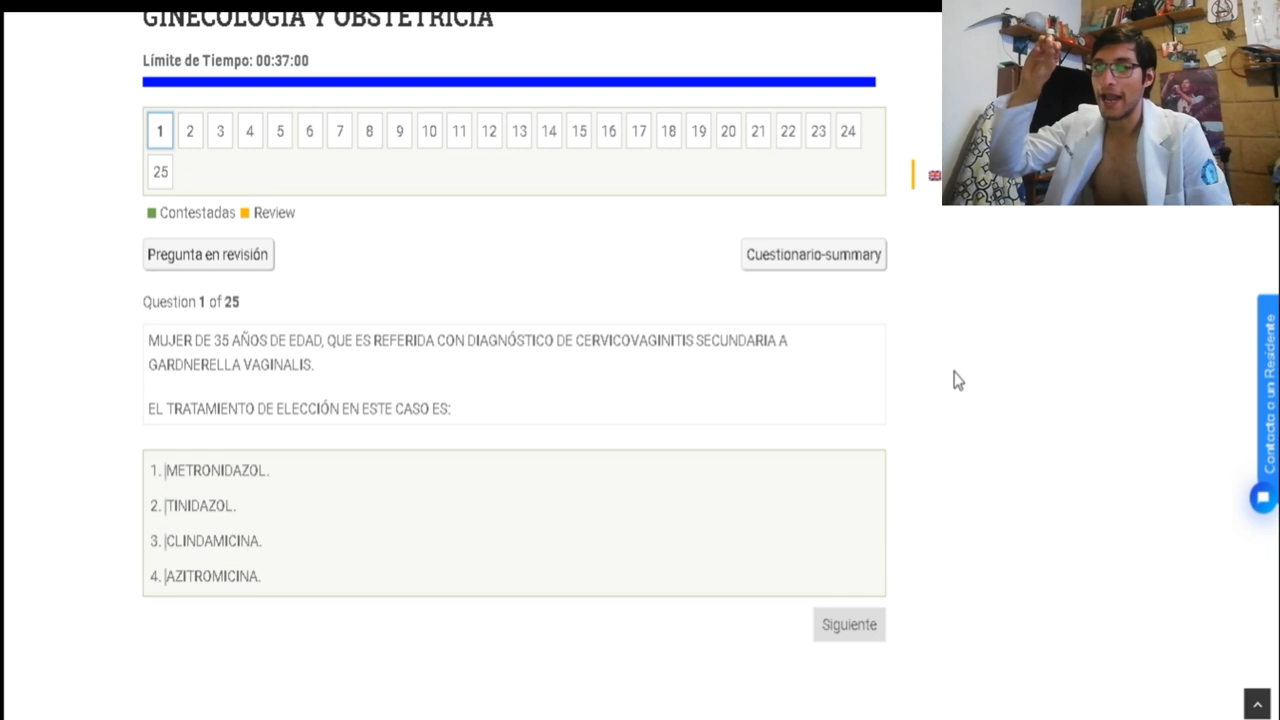 GINECOLOGÍA Y OBSTETRICIA
Límite de Tiempo: 00:37:00
1 2 3 4 5 6 7 8 9 10 11 12 13 14 15 16 17 18 19 20 21 22 23 24
25
Contestadas Review
Pregunta en revisión
Cuestionario-summary
Question 1 of 25
MUJER DE 35 AÑOS DE EDAD, QUE ES REFERIDA CON DIAGNÓSTICO DE CERVICOVAGINITIS SECUNDARIA A
GARDNERELLA VAGINALIS.
EL TRATAMIENTO DE ELECCIÓN EN ESTE CASO ES:
1. METRONIDAZOL.
2. TINIDAZOL.
3. CLINDAMICINA.
4. AZITROMICINA.
Siguiente
Contacta a un Residente